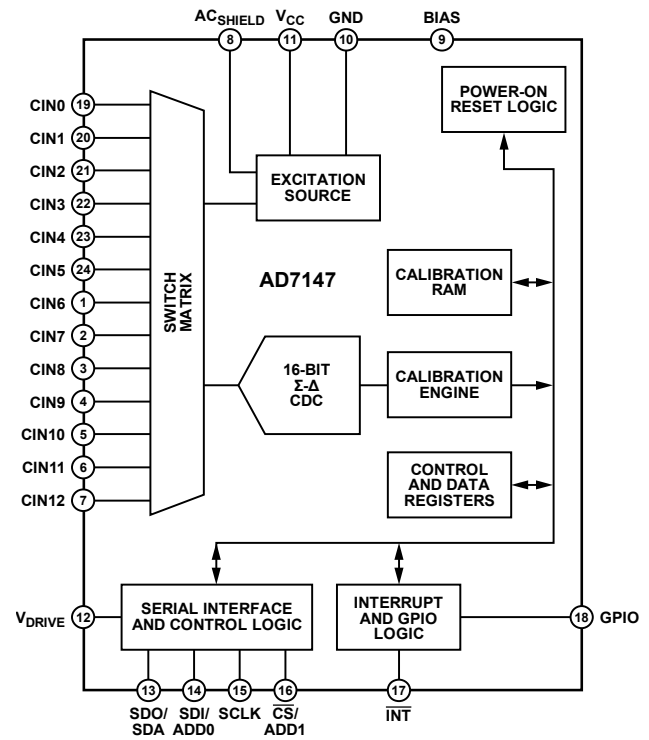 AC_SHIELD V_CC GND BIAS
8 11 10 9
POWER-ON
RESET LOGIC
CIN0 19
CIN1 20
CIN2 21
CIN3 22
CIN4 23
CIN5 24
CIN6 1
CIN7 2
CIN8 3
CIN9 4
CIN10 5
CIN11 6
CIN12 7
SWITCH
MATRIX
EXCITATION
SOURCE
AD7147
CALIBRATION
RAM
16-BIT
Σ-Δ
CDC
CALIBRATION
ENGINE
CONTROL
AND DATA
REGISTERS
V_DRIVE 12
SERIAL INTERFACE
AND CONTROL LOGIC
INTERRUPT
AND GPIO
LOGIC
18 GPIO
13 14 15 16 17
SDO/
SDA
SDI/
ADD0
SCLK
C̅S̅/
ADD1
I̅N̅T̅